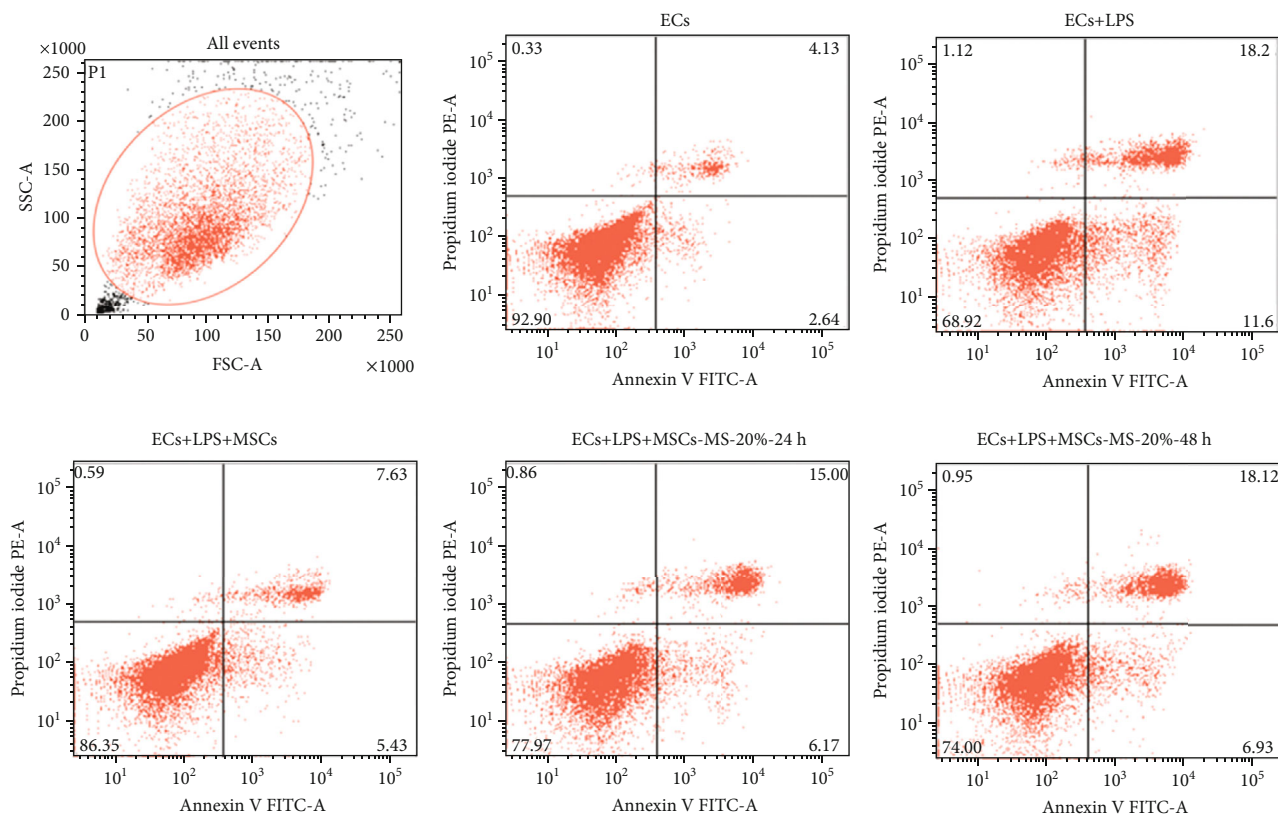 All events
×1000
P1
250
200
150
100
50
0
SSC-A
0 50 100 150 200 250
FSC-A ×1000
ECs
0.33 4.13
10^5
10^4
10^3
10^2
10^1
Propidium iodide PE-A
92.90 2.64
10^1 10^2 10^3 10^4 10^5
Annexin V FITC-A
ECs+LPS
1.12 18.2
10^5
10^4
10^3
10^2
10^1
Propidium iodide PE-A
68.92 11.6
10^1 10^2 10^3 10^4 10^5
Annexin V FITC-A
ECs+LPS+MSCs
0.59 7.63
10^5
10^4
10^3
10^2
10^1
Propidium iodide PE-A
86.35 5.43
10^1 10^2 10^3 10^4 10^5
Annexin V FITC-A
ECs+LPS+MSCs-MS-20%-24 h
0.86 15.00
10^5
10^4
10^3
10^2
10^1
Propidium iodide PE-A
77.97 6.17
10^1 10^2 10^3 10^4 10^5
Annexin V FITC-A
ECs+LPS+MSCs-MS-20%-48 h
0.95 18.12
10^5
10^4
10^3
10^2
10^1
Propidium iodide PE-A
74.00 6.93
10^1 10^2 10^3 10^4 10^5
Annexin V FITC-A